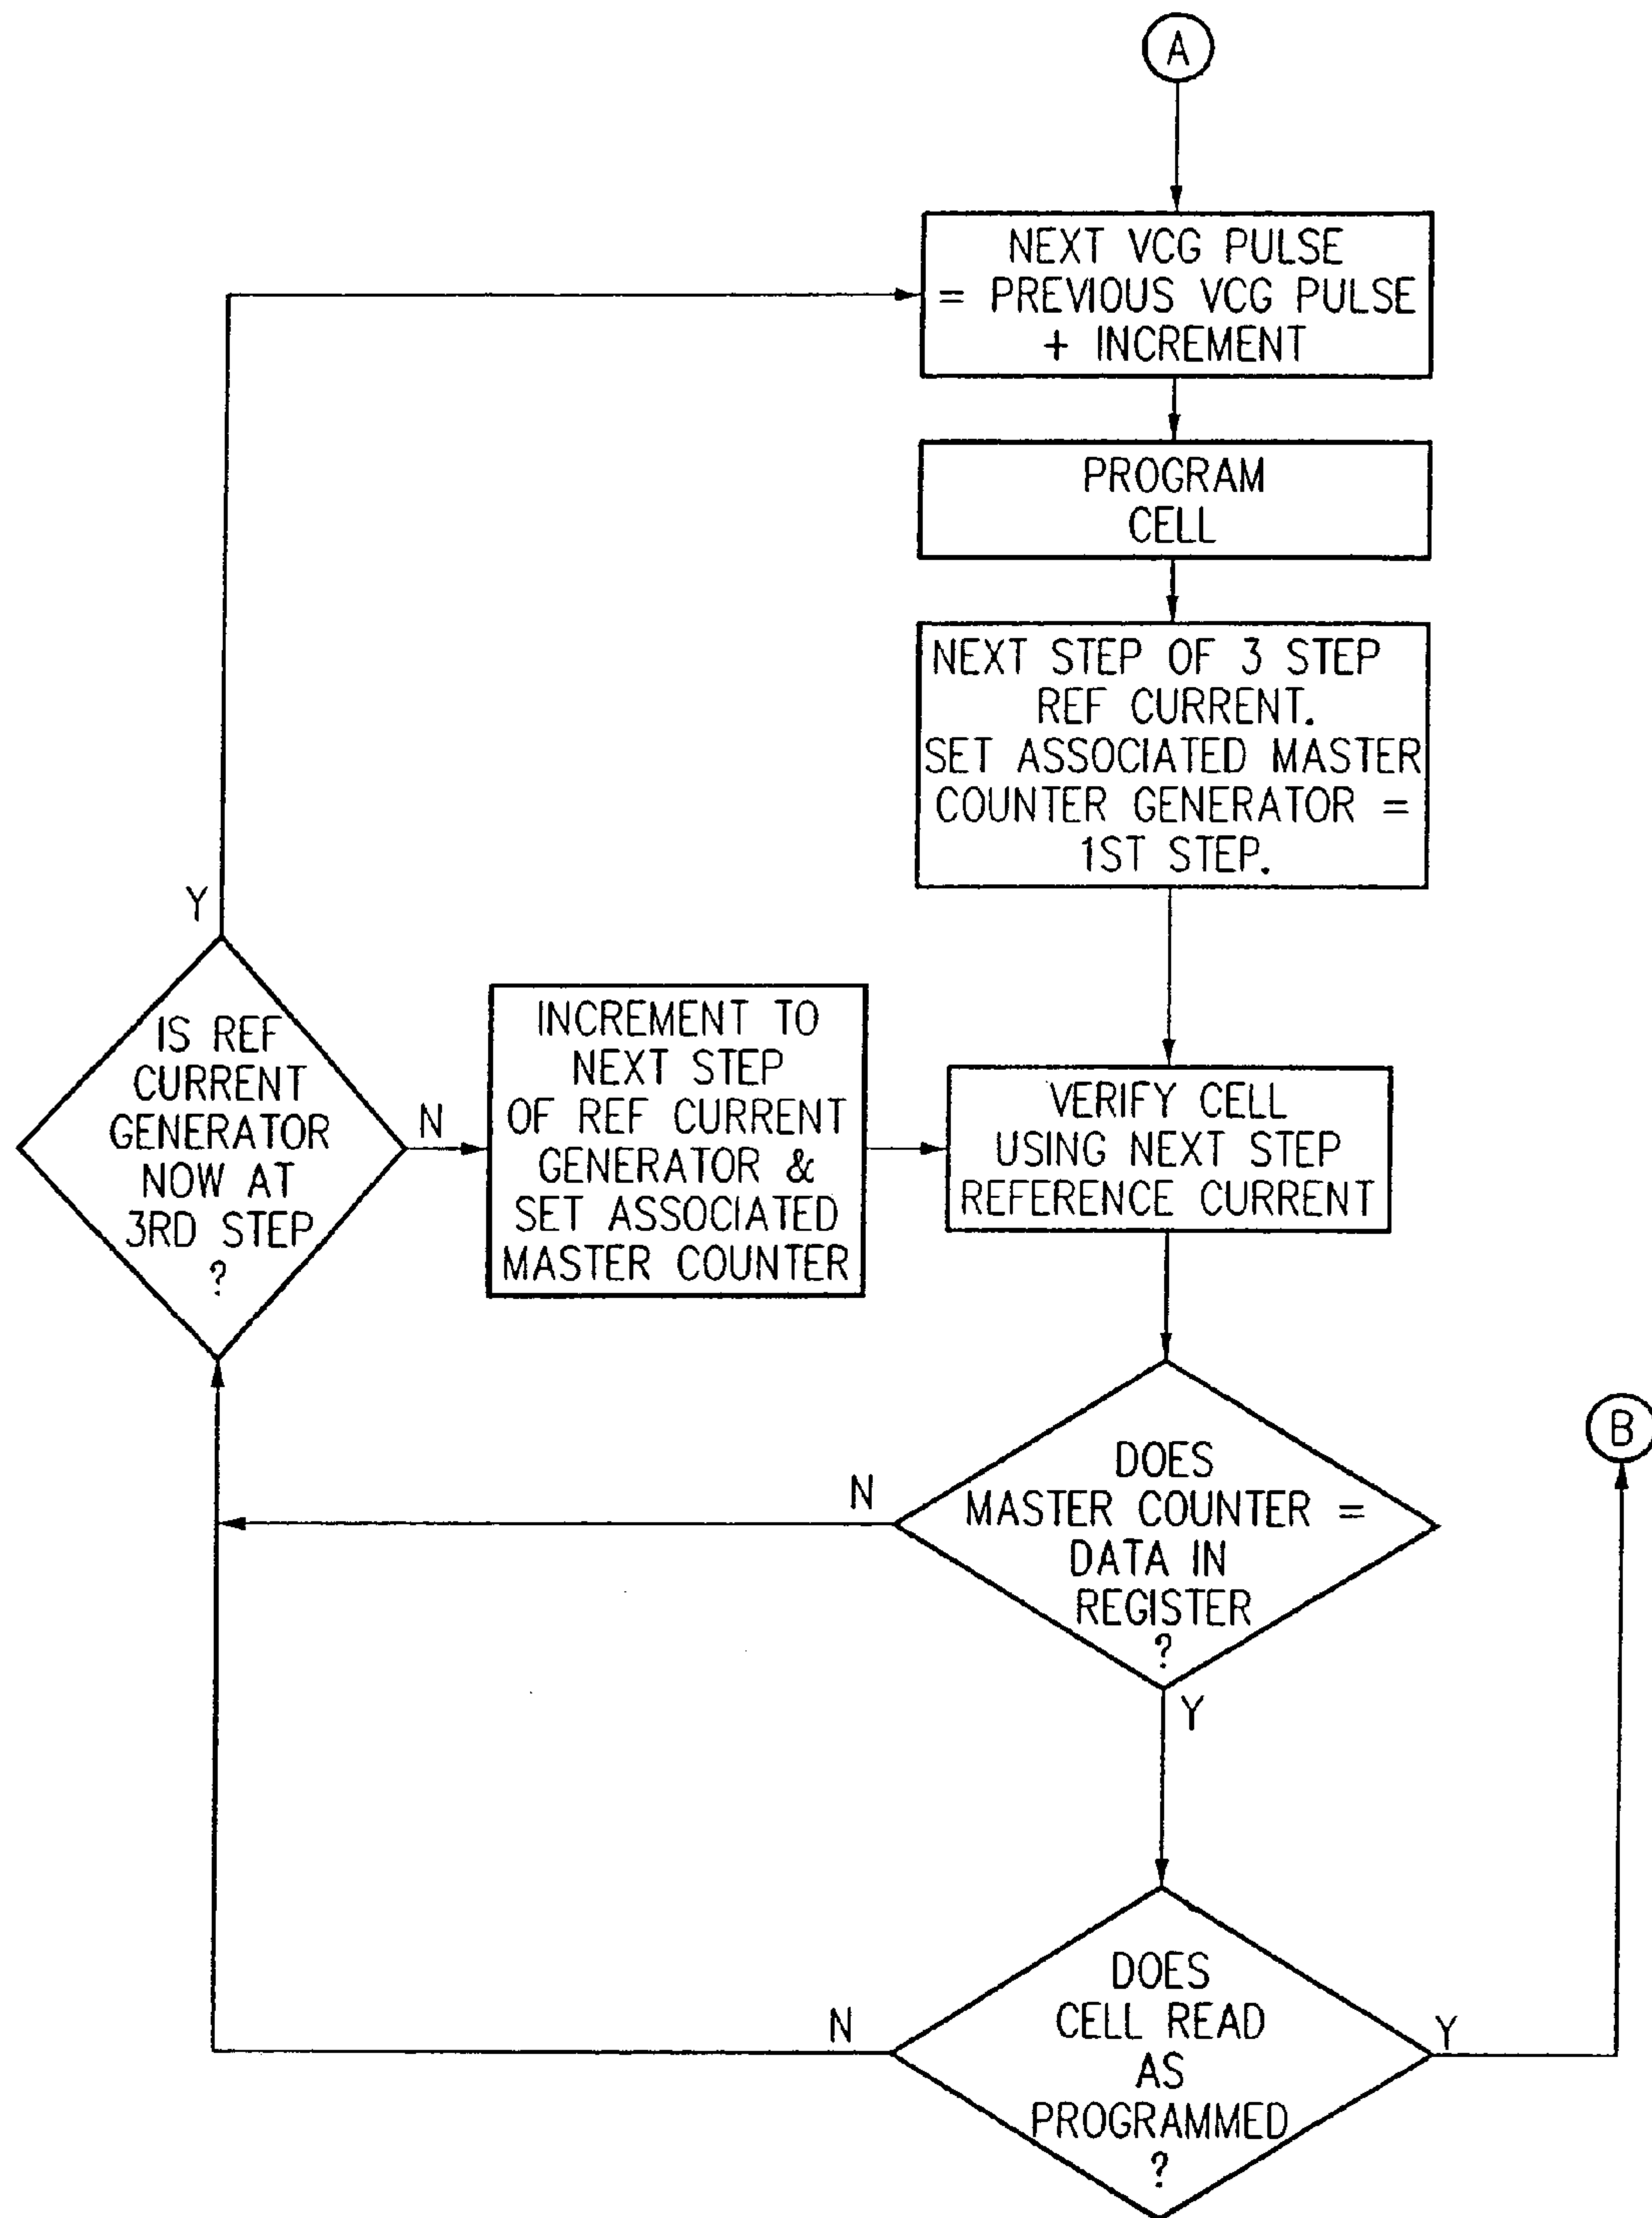 A
NEXT VCG PULSE
= PREVIOUS VCG PULSE
+ INCREMENT
PROGRAM
CELL
NEXT STEP OF 3 STEP
REF CURRENT.
SET ASSOCIATED MASTER
COUNTER GENERATOR =
1ST STEP.
Y
IS REF
CURRENT
GENERATOR
NOW AT
3RD STEP
?
N
INCREMENT TO
NEXT STEP
OF REF CURRENT
GENERATOR &
SET ASSOCIATED
MASTER COUNTER
VERIFY CELL
USING NEXT STEP
REFERENCE CURRENT
DOES
MASTER COUNTER =
DATA IN
REGISTER
?
N
Y
B
DOES
CELL READ
AS
PROGRAMMED
?
N
Y